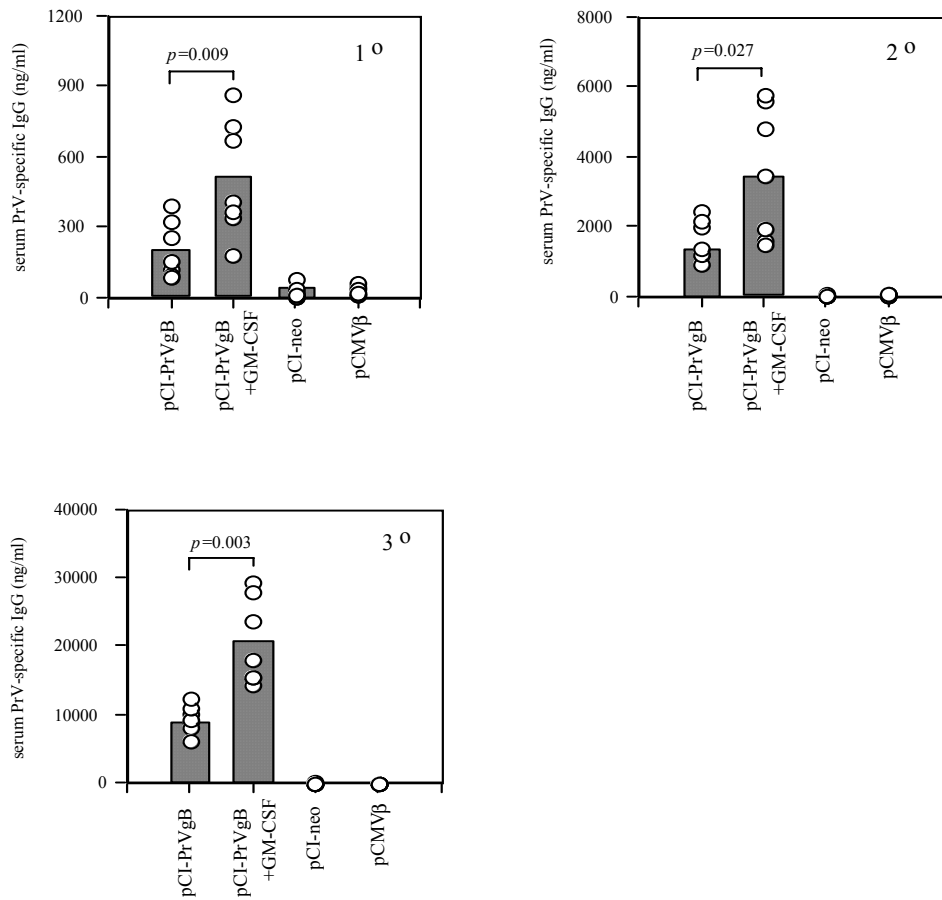 1200
900
600
300
0
serum PrV-specific IgG (ng/ml)
p=0.009
1 º
pCI-PrVgB
pCI-PrVgB
+GM-CSF
pCI-neo
pCMVβ
8000
6000
4000
2000
0
serum PrV-specific IgG (ng/ml)
p=0.027
2 º
pCI-PrVgB
pCI-PrVgB
+GM-CSF
pCI-neo
pCMVβ
40000
30000
20000
10000
0
serum PrV-specific IgG (ng/ml)
p=0.003
3 º
pCI-PrVgB
pCI-PrVgB
+GM-CSF
pCI-neo
pCMVβ